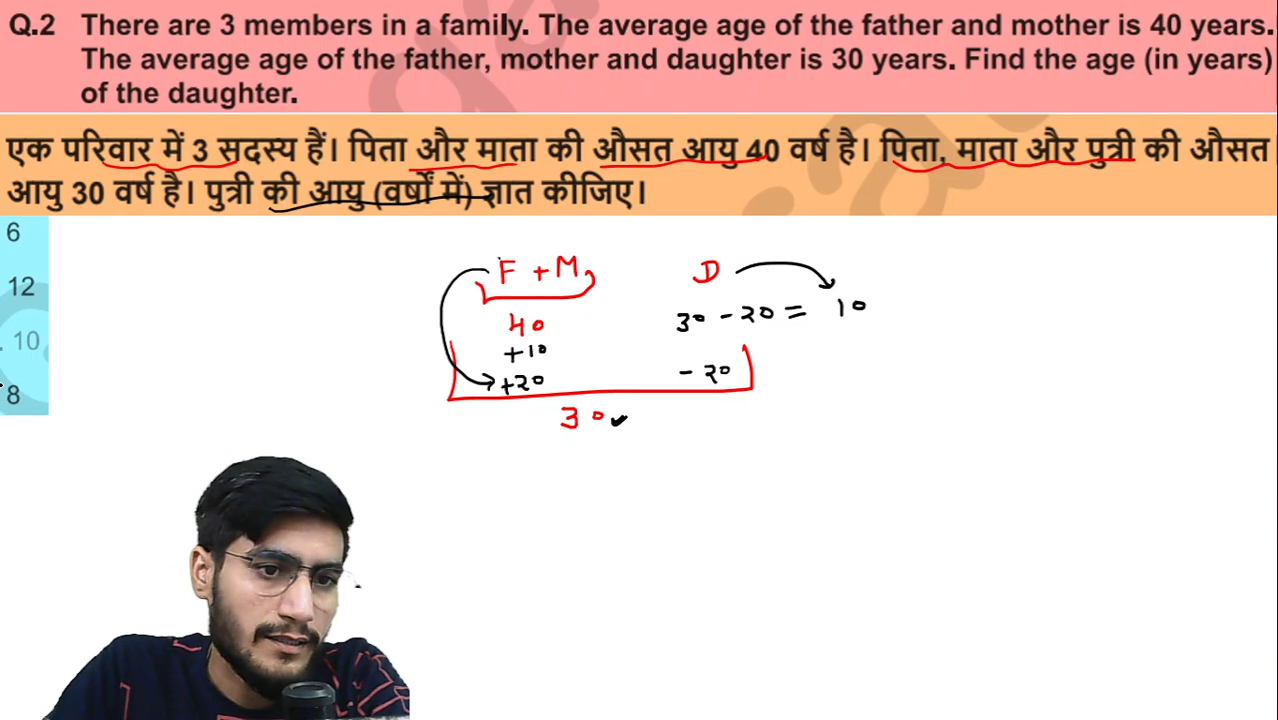 Q.2 There are 3 members in a family. The average age of the father and mother is 40 years.
The average age of the father, mother and daughter is 30 years. Find the age (in years)
of the daughter.
एक परिवार में 3 सदस्य हैं। पिता और माता की औसत आयु 40 वर्ष है। पिता, माता और पुत्री की औसत
आयु 30 वर्ष है। पुत्री की आयु (वर्षों में) ज्ञात कीजिए।
6
12
10
8
F + M D
40 30 - 20 = 10
+10
+20 - 20
30